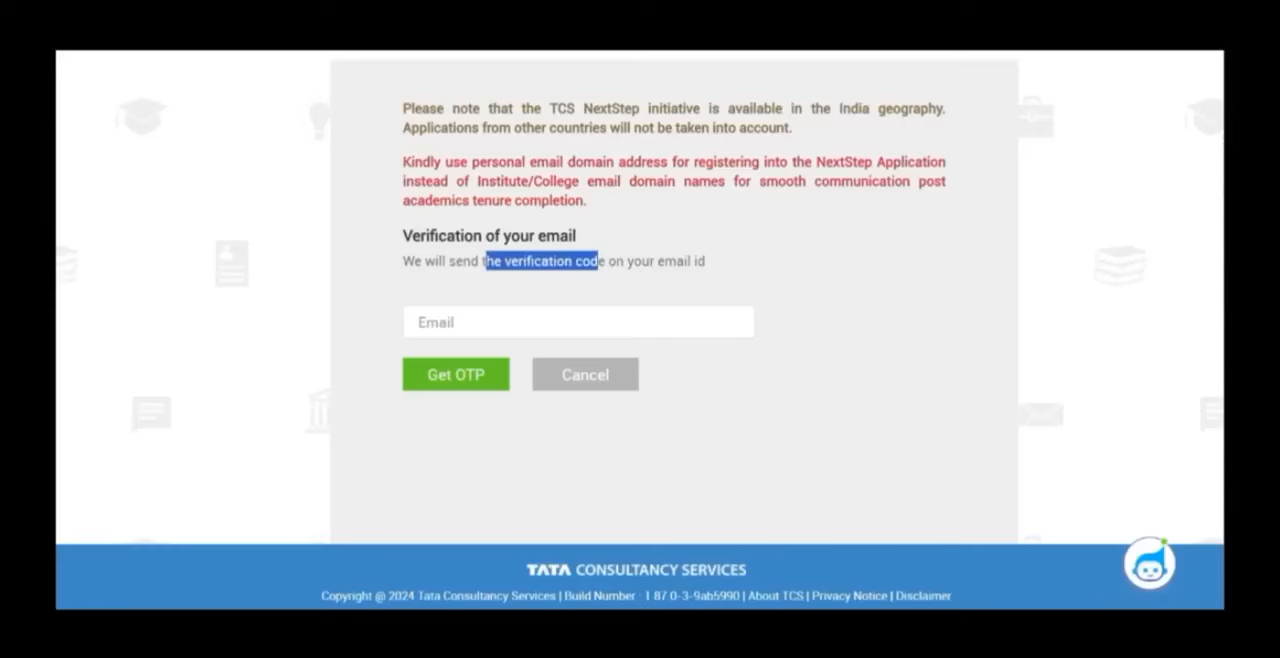 Please note that the TCS NextStep initiative is available in the India geography.
Applications from other countries will not be taken into account.
Kindly use personal email domain address for registering into the NextStep Application
instead of Institute/College email domain names for smooth communication post
academics tenure completion.
Verification of your email
We will send the verification code on your email id
Email
Get OTP Cancel
TATA CONSULTANCY SERVICES
Copyright @ 2024 Tata Consultancy Services | Build Number : 1.87.0-3-9ab5990 | About TCS | Privacy Notice | Disclaimer